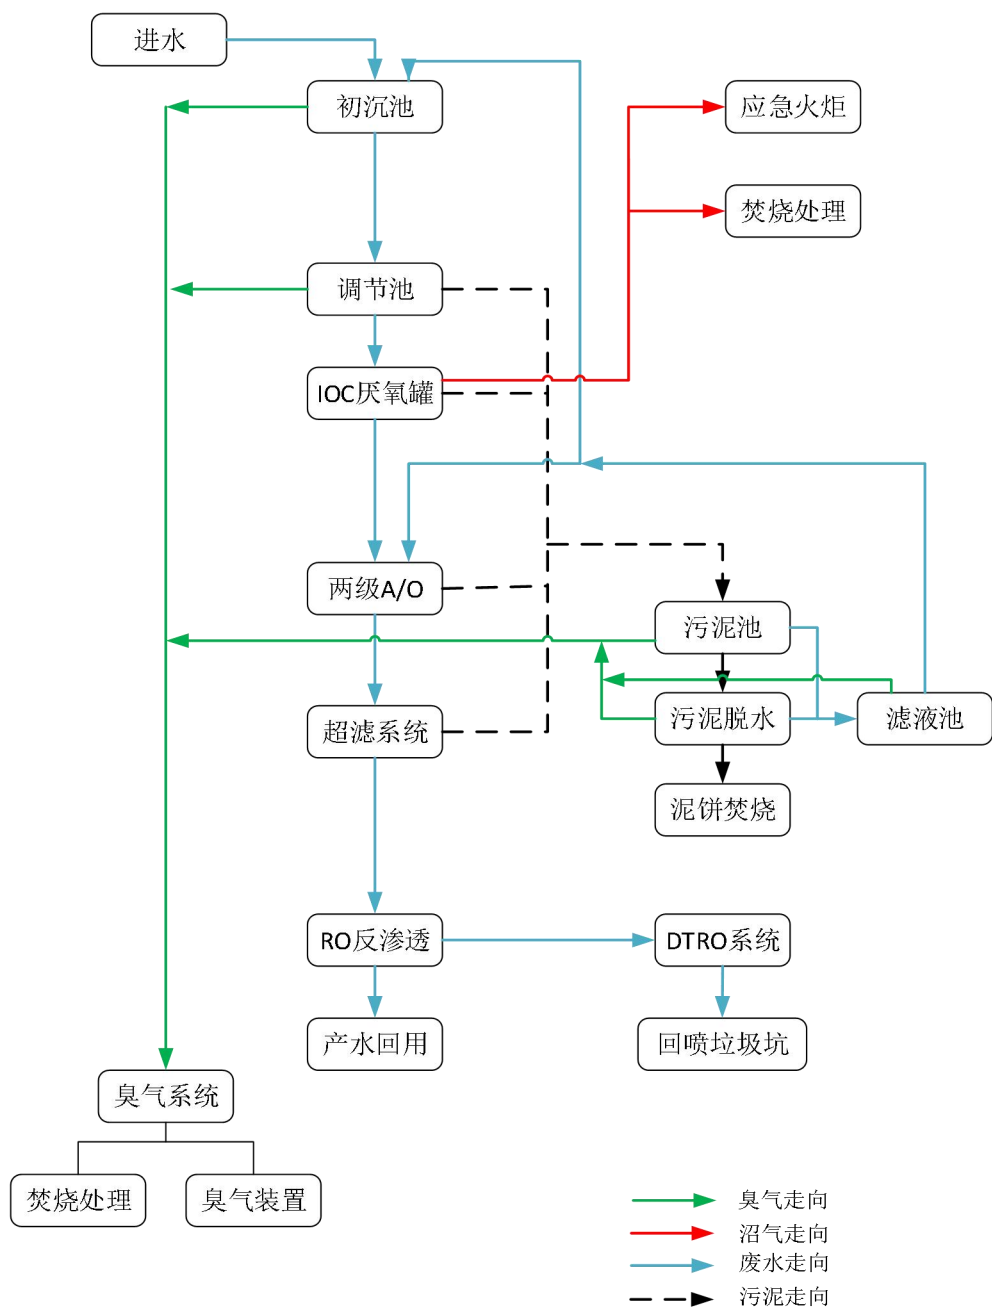 进水
初沉池
应急火炬
焚烧处理
调节池
IOC厌氧罐
两级A/O
污泥池
超滤系统
污泥脱水
滤液池
泥饼焚烧
RO反渗透
DTRO系统
产水回用
回喷垃圾坑
臭气系统
焚烧处理
臭气装置
臭气走向
沼气走向
废水走向
污泥走向